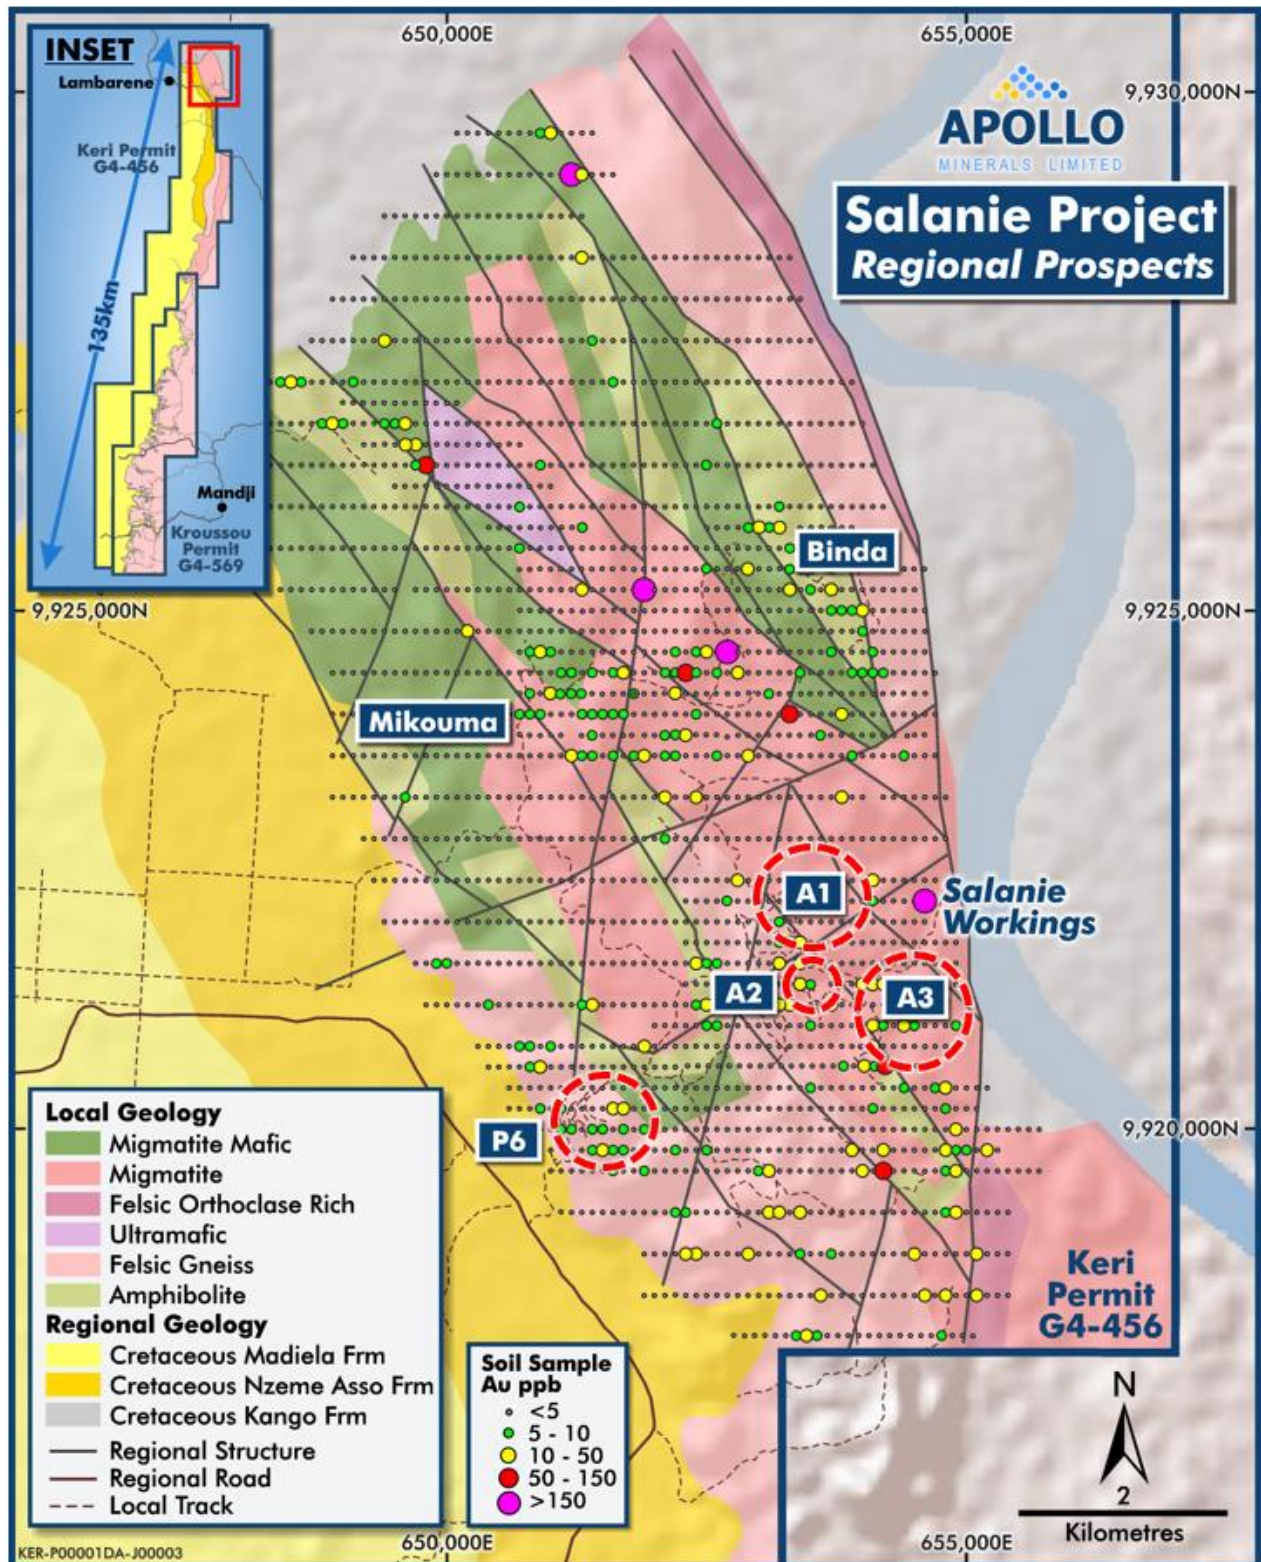 INSET
Lambarene
Keri Permit
G4-456
135km
Mandji
Kroussou
Permit
G4-569
650,000E
655,000E
9,930,000N
APOLLO
MINERALS LIMITED
Salanie Project
Regional Prospects
Binda
9,925,000N
9,925,000N
Mikouma
A1
Salanie
Workings
A2
A3
P6
9,920,000N
Local Geology
Migmatite Mafic
Migmatite
Felsic Orthoclase Rich
Ultramafic
Felsic Gneiss
Amphibolite
Regional Geology
Cretaceous Madiela Frm
Cretaceous Nzeme Asso Frm
Cretaceous Kango Frm
Regional Structure
Regional Road
Local Track
Soil Sample
Au ppb
<5
5 - 10
10 - 50
50 - 150
>150
Keri
Permit
G4-456
N
2
Kilometres
650,000E
655,000E
KER-P00001DA-J00003